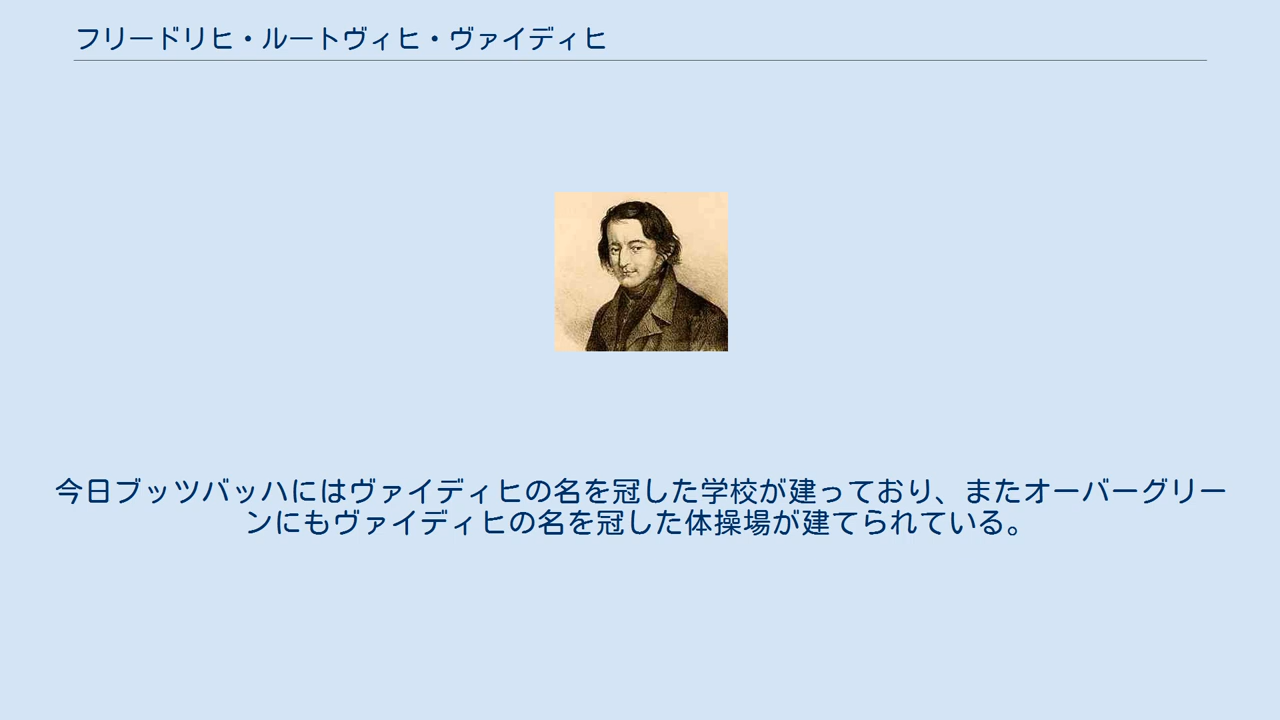 フリードリヒ・ルートヴィヒ・ヴァイディヒ
今日ブッツバッハにはヴァイディヒの名を冠した学校が建っており、またオーバーグリー
ンにもヴァイディヒの名を冠した体操場が建てられている。